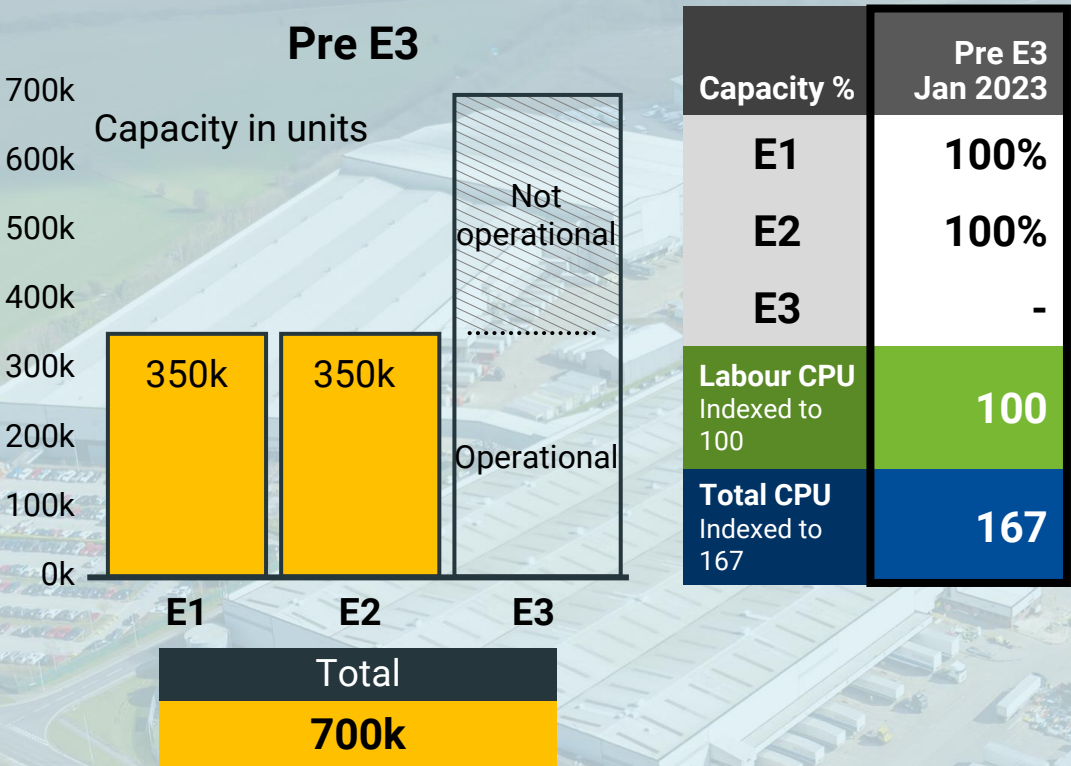 Pre E3
700k
Capacity in units
600k
500k
400k
300k
200k
100k
0k
350k
350k
Not
operational
Operational
E1
E2
E3
Total
700k
Capacity %
Pre E3
Jan 2023
E1
100%
E2
100%
E3
-
Labour CPU
Indexed to
100
100
Total CPU
Indexed to
167
167